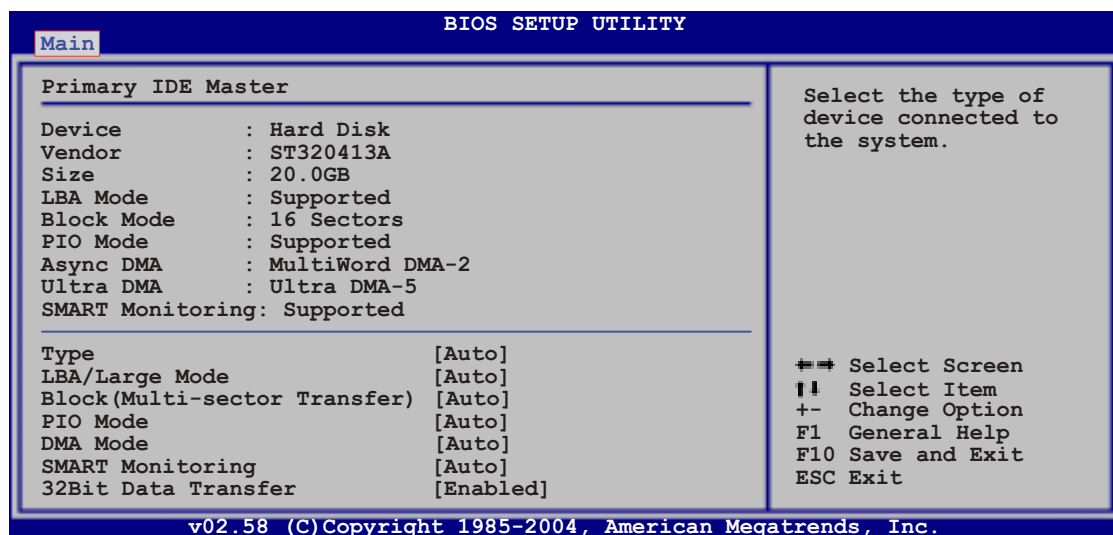 BIOS SETUP UTILITY
Main
Primary IDE Master
Device : Hard Disk
Vendor : ST320413A
Size : 20.0GB
LBA Mode : Supported
Block Mode : 16 Sectors
PIO Mode : Supported
Async DMA : MultiWord DMA-2
Ultra DMA : Ultra DMA-5
SMART Monitoring: Supported
Type [Auto]
LBA/Large Mode [Auto]
Block(Multi-sector Transfer) [Auto]
PIO Mode [Auto]
DMA Mode [Auto]
SMART Monitoring [Auto]
32Bit Data Transfer [Enabled]
Select the type of
device connected to
the system.
←→ Select Screen
↑↓ Select Item
+- Change Option
F1 General Help
F10 Save and Exit
ESC Exit
v02.58 (C)Copyright 1985-2004, American Megatrends, Inc.